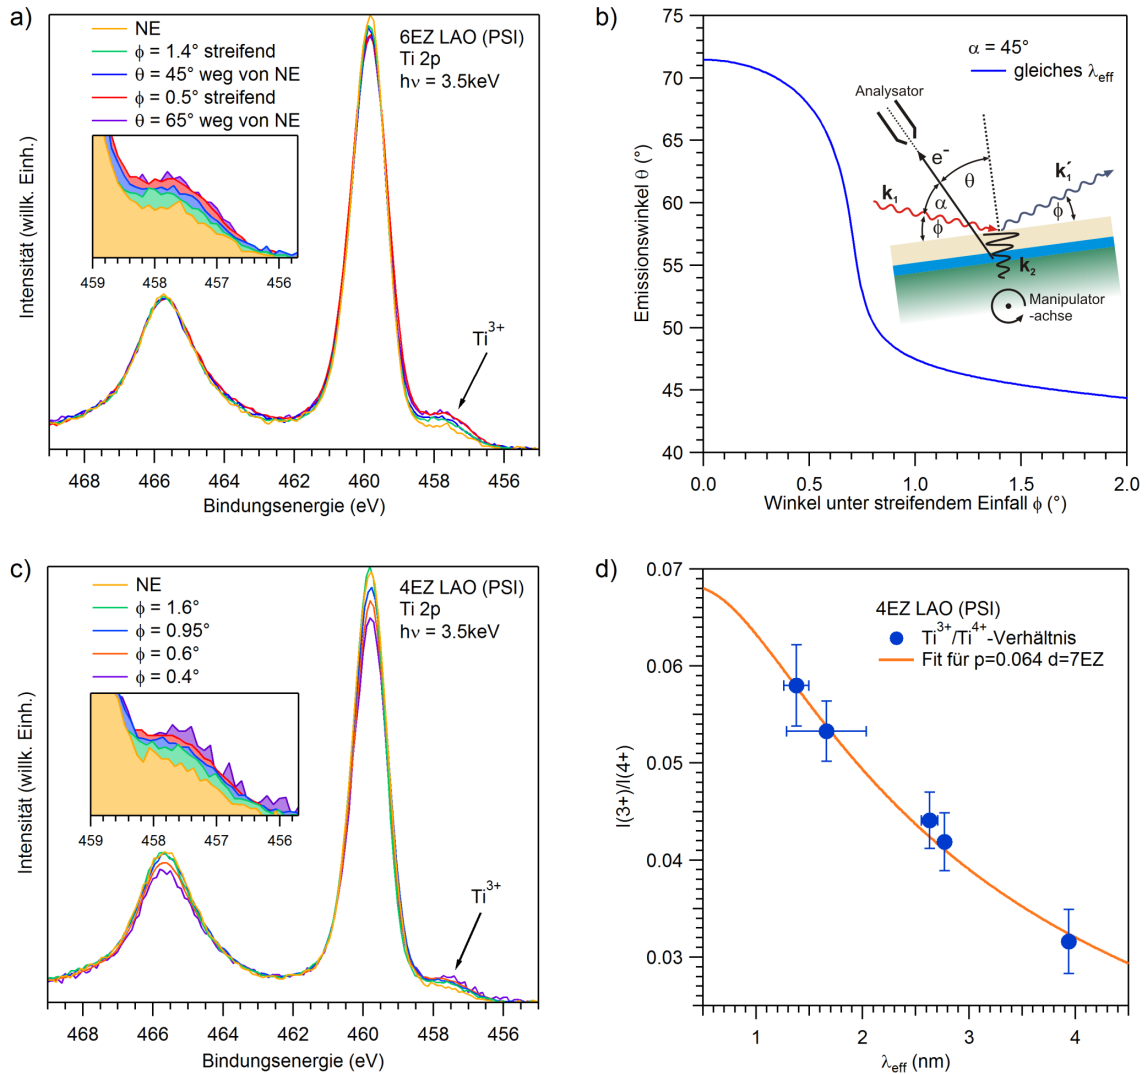 a)
NE
ϕ = 1.4° streifend
θ = 45° weg von NE
ϕ = 0.5° streifend
θ = 65° weg von NE
6EZ LAO (PSI)
Ti 2p
hν = 3.5keV
459 458 457 456
Ti3+
Intensität (willk. Einh.)
468 466 464 462 460 458 456
Bindungsenergie (eV)
b)
α = 45°
gleiches λeff
Analysator
e-
θ
α
k1
ϕ
k1′
ϕ
k2
Manipulator
-achse
Emissionswinkel θ (°)
75
70
65
60
55
50
45
40
0.0 0.5 1.0 1.5 2.0
Winkel unter streifendem Einfall ϕ (°)
c)
NE
ϕ = 1.6°
ϕ = 0.95°
ϕ = 0.6°
ϕ = 0.4°
4EZ LAO (PSI)
Ti 2p
hν = 3.5keV
459 458 457 456
Ti3+
Intensität (willk. Einh.)
468 466 464 462 460 458 456
Bindungsenergie (eV)
d)
4EZ LAO (PSI)
Ti3+/Ti4+-Verhältnis
Fit für p=0.064 d=7EZ
I(3+)/I(4+)
0.07
0.06
0.05
0.04
0.03
1 2 3 4
λeff (nm)